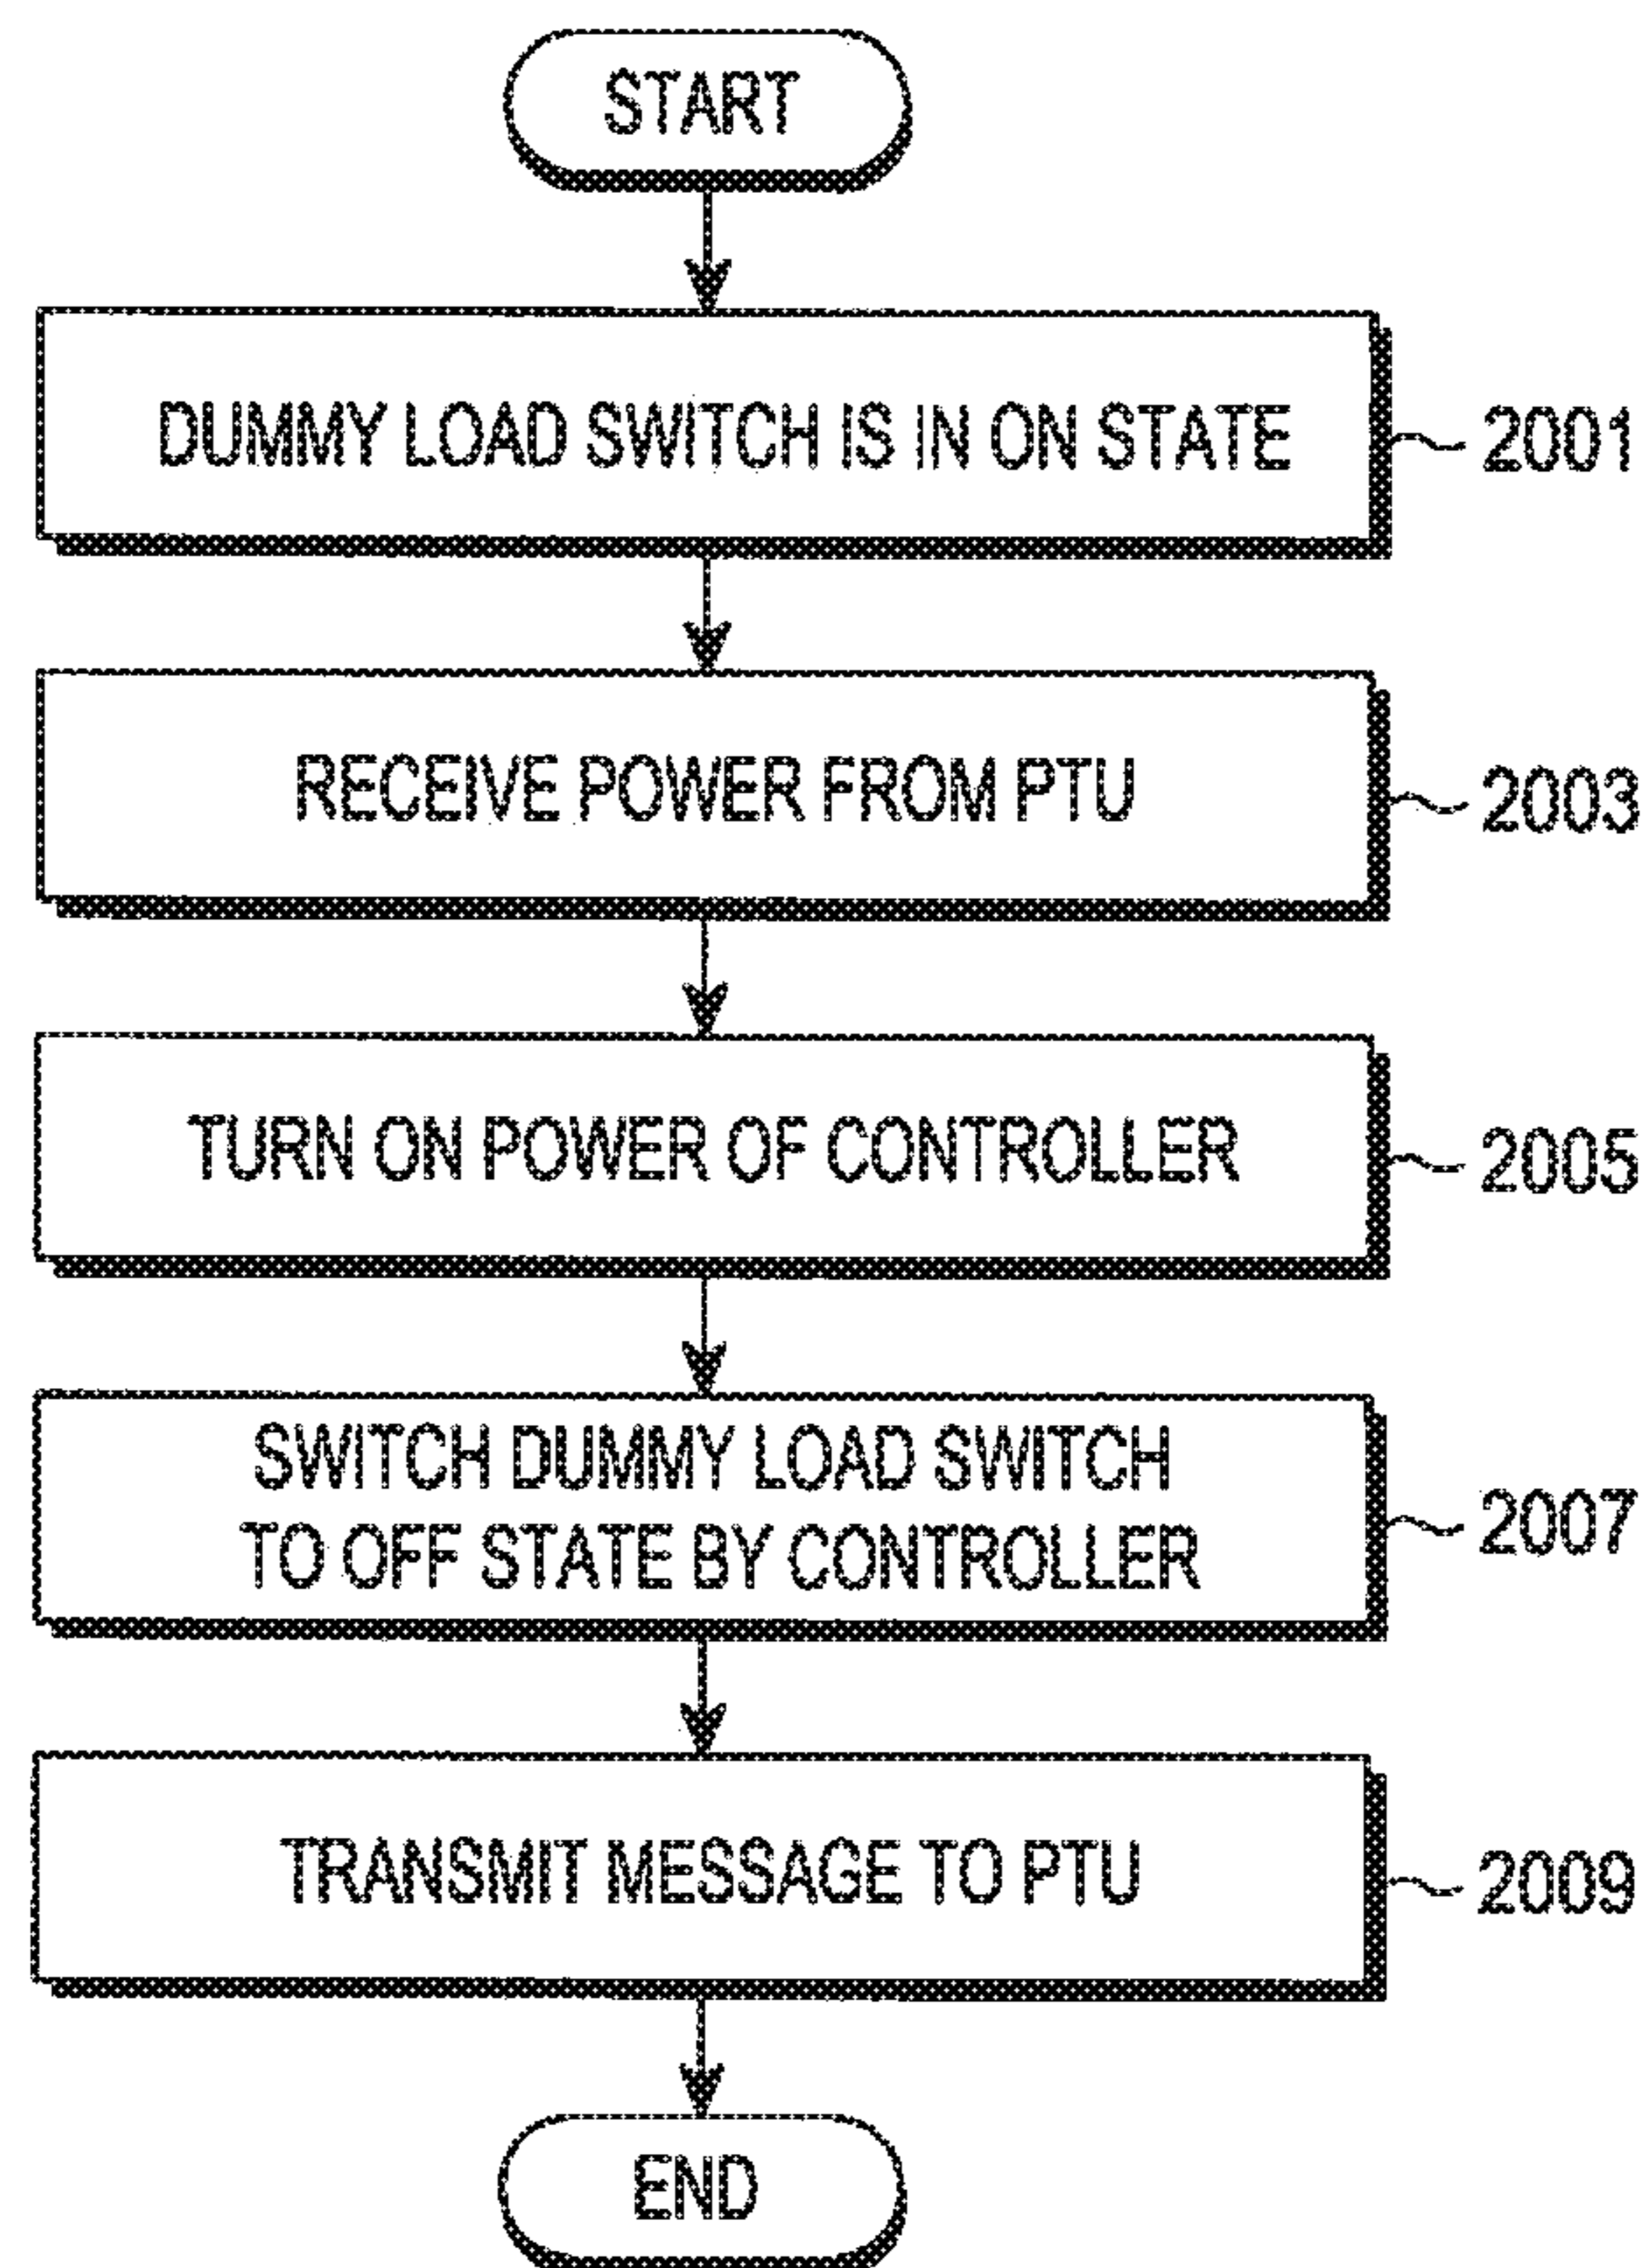 START
DUMMY LOAD SWITCH IS IN ON STATE
2001
RECEIVE POWER FROM PTU
2003
TURN ON POWER OF CONTROLLER
2005
SWITCH DUMMY LOAD SWITCH
TO OFF STATE BY CONTROLLER
2007
TRANSMIT MESSAGE TO PTU
2009
END